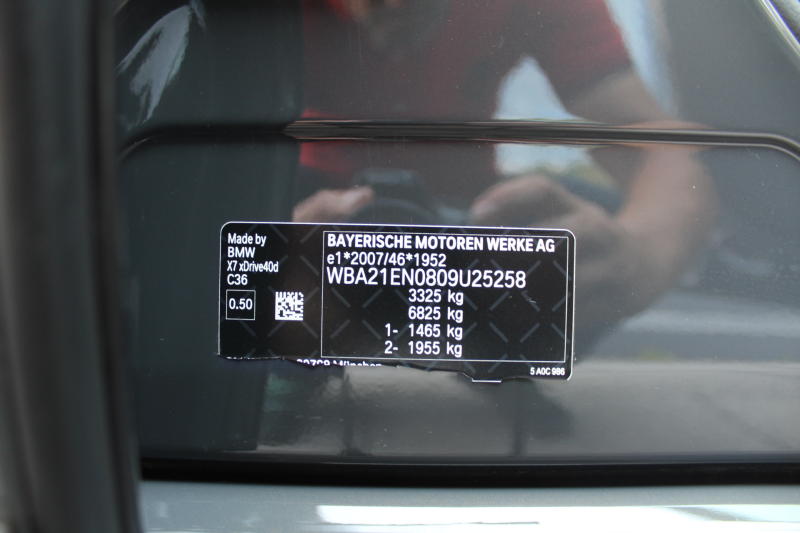 Made by
BMW
X7 xDrive40d
C36
0.50
BAYERISCHE MOTOREN WERKE AG
e1*2007/46*1952
WBA21EN0809U25258
3325 kg
6825 kg
1- 1465 kg
2- 1955 kg
München
5 A0C 986